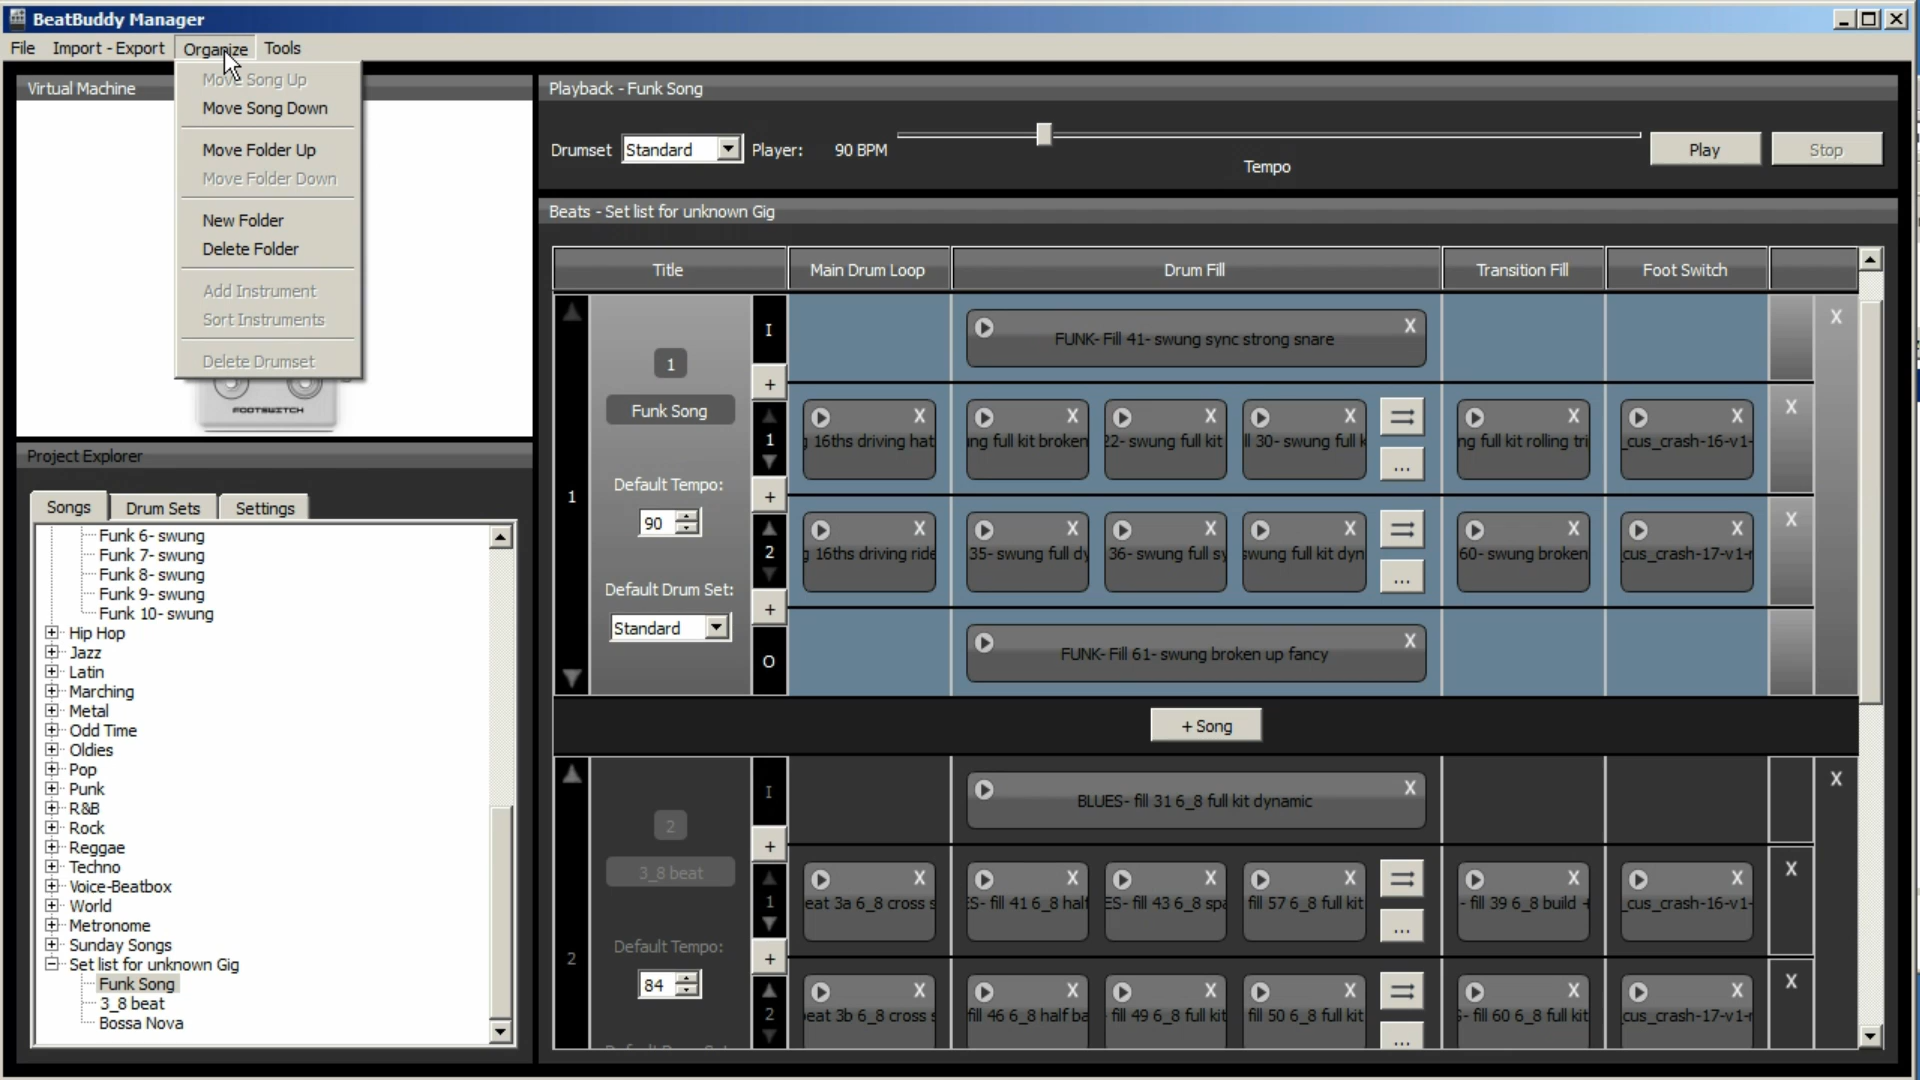 BeatBuddy Manager
File Import - Export Organize Tools
Move Song Up
Move Song Down
Move Folder Up
Move Folder Down
New Folder
Delete Folder
Add Instrument
Sort Instruments
Delete Drumset
Virtual Machine
FOOTSWITCH
Project Explorer
Songs Drum Sets Settings
Funk 6- swung
Funk 7- swung
Funk 8- swung
Funk 9- swung
Funk 10- swung
Hip Hop
Jazz
Latin
Marching
Metal
Odd Time
Oldies
Pop
Punk
R&B
Rock
Reggae
Techno
Voice-Beatbox
World
Metronome
Sunday Songs
Set list for unknown Gig
Funk Song
3_8 beat
Bossa Nova
Playback - Funk Song
Drumset Standard Player: 90 BPM
Tempo
Play Stop
Beats - Set list for unknown Gig
Title Main Drum Loop Drum Fill Transition Fill Foot Switch
1
1
Funk Song
Default Tempo:
90
Default Drum Set:
Standard
I
FUNK- Fill 41- swung sync strong snare X
X
+
1
16ths driving hat X
ng full kit broken X
22- swung full kit X
ll 30- swung full k X
...
ng full kit rolling tri X
_cus_crash-16-v1- X
X
+
2
16ths driving ride X
35- swung full dy X
36- swung full sy X
swung full kit dyn X
...
60- swung broken X
cus_crash-17-v1-r X
X
+
O
FUNK- Fill 61- swung broken up fancy X
+ Song
2
2
3_8 beat
Default Tempo:
84
I
BLUES- fill 31 6_8 full kit dynamic X
X
+
1
eat 3a 6_8 cross s X
ES- fill 41 6_8 half X
ES- fill 43 6_8 spa X
fill 57 6_8 full kit X
...
- fill 39 6_8 build + X
_cus_crash-16-v1- X
X
+
2
eat 3b 6_8 cross s X
fill 46 6_8 half ba X
fill 49 6_8 full kit X
fill 50 6_8 full kit X
...
- fill 60 6_8 full kit X
cus_crash-17-v1-r X
X